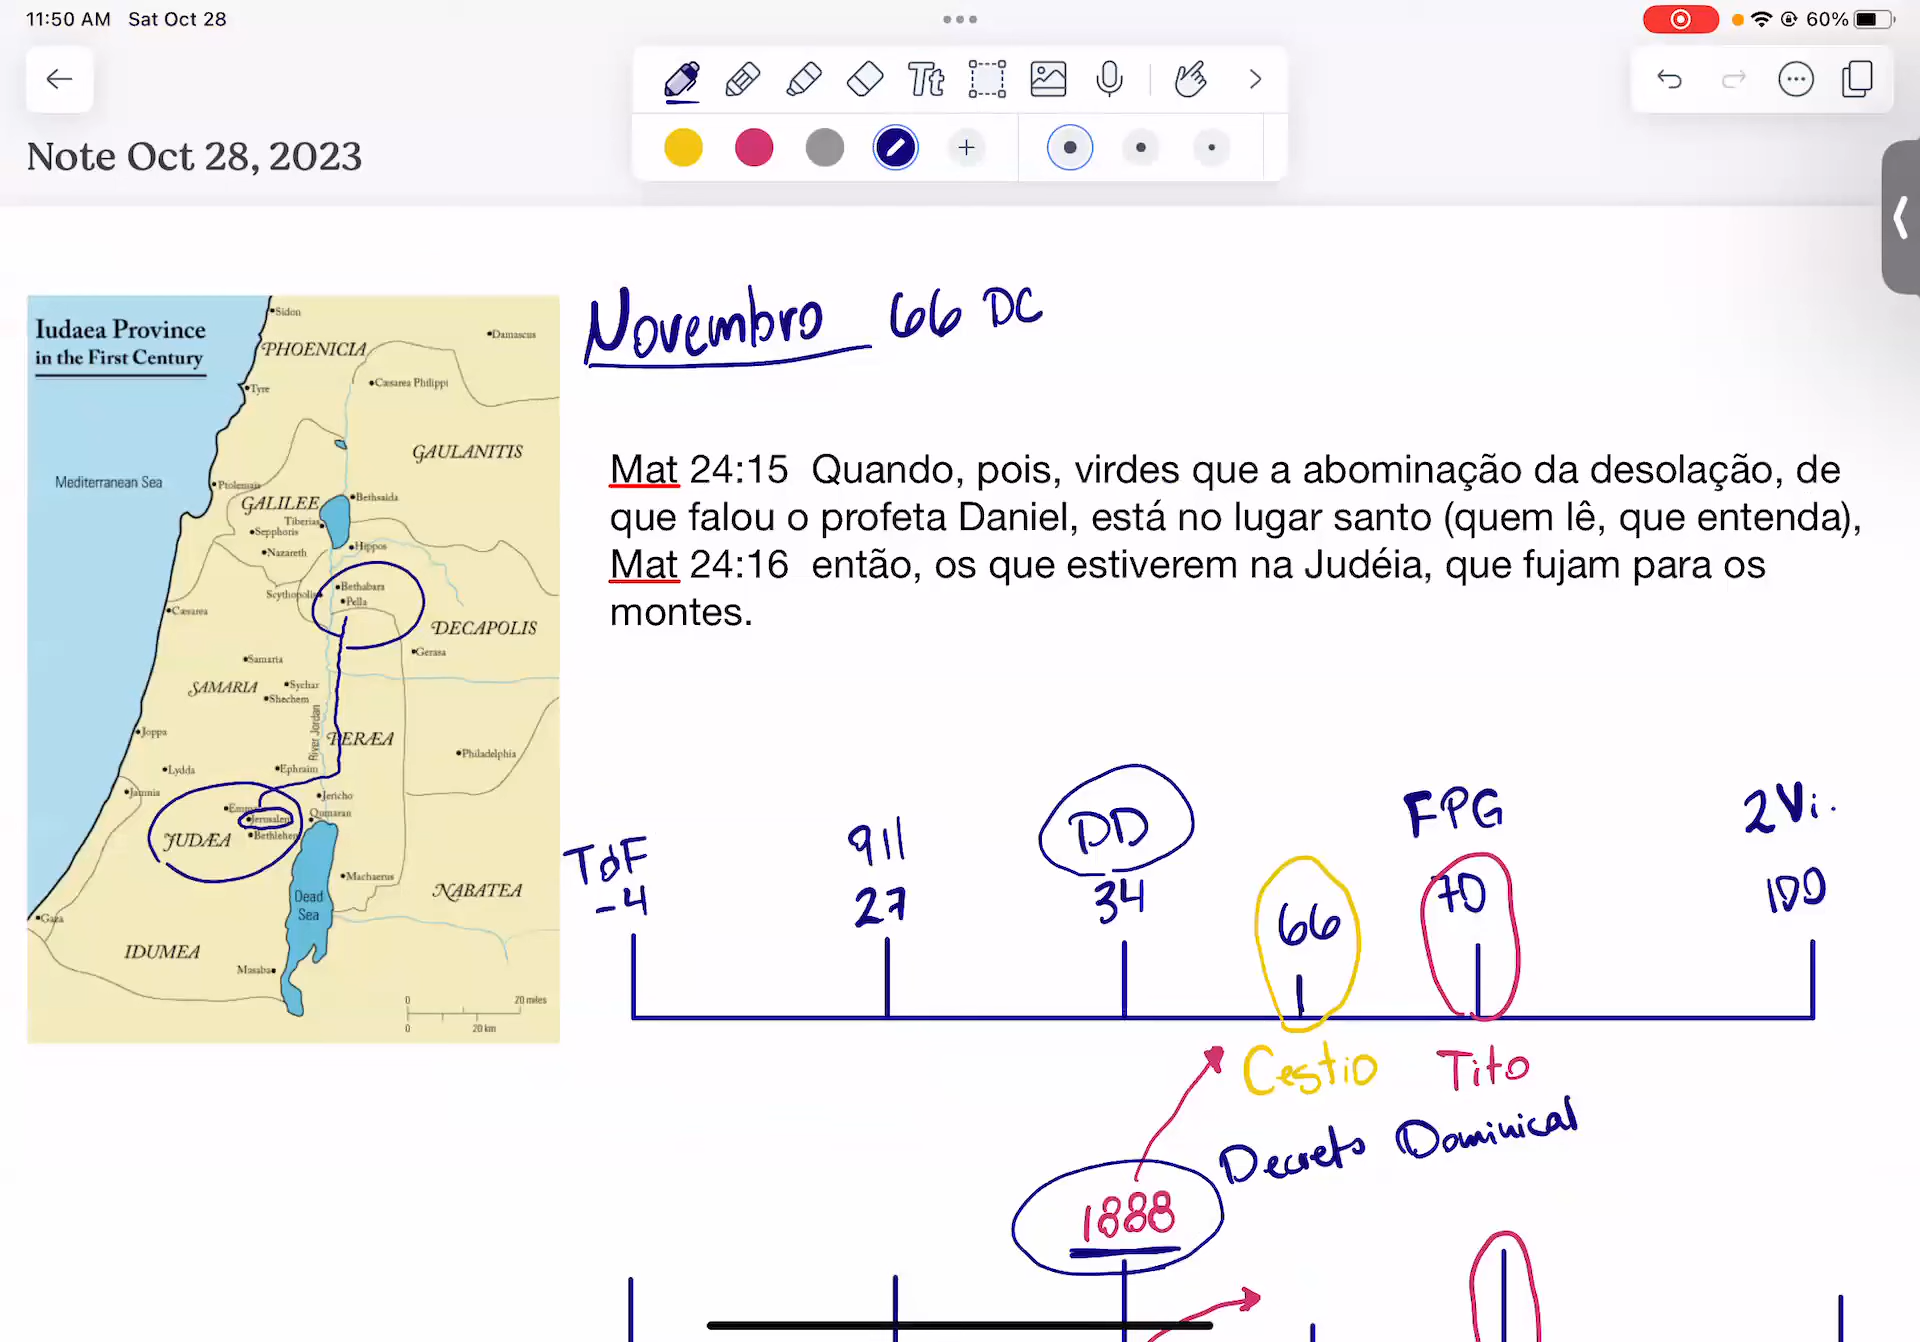 11:50 AM Sat Oct 28
60%
Tt
Note Oct 28, 2023
Iudaea Province
in the First Century
Sidon
Damascus
PHOENICIA
Tyre
Cæsarea Philippi
GAULANITIS
Mediterranean Sea
Ptolemais
GALILEE
Bethsaida
Tiberias
Sepphoris
Nazareth
Hippos
Bethabara
Scythopolis
Pella
Cæsarea
DECAPOLIS
Gerasa
Samaria
SAMARIA
Sychar
Shechem
River Jordan
Joppa
PERÆA
Philadelphia
Lydda
Ephraim
Jamnia
Jericho
Jerusalem
Qumaran
JUDÆA
Bethlehem
Machaerus
Dead
Sea
NABATEA
Gaza
IDUMEA
Masaba
0 20 miles
0 20 km
Novembro 66 DC
Mat 24:15 Quando, pois, virdes que a abominação da desolação, de
que falou o profeta Daniel, está no lugar santo (quem lê, que entenda),
Mat 24:16 então, os que estiverem na Judéia, que fujam para os
montes.
TdF 911 DD FPG 2Vi.
-4 27 34 66 70 100
Cestio Tito
Decreto Dominical
1888